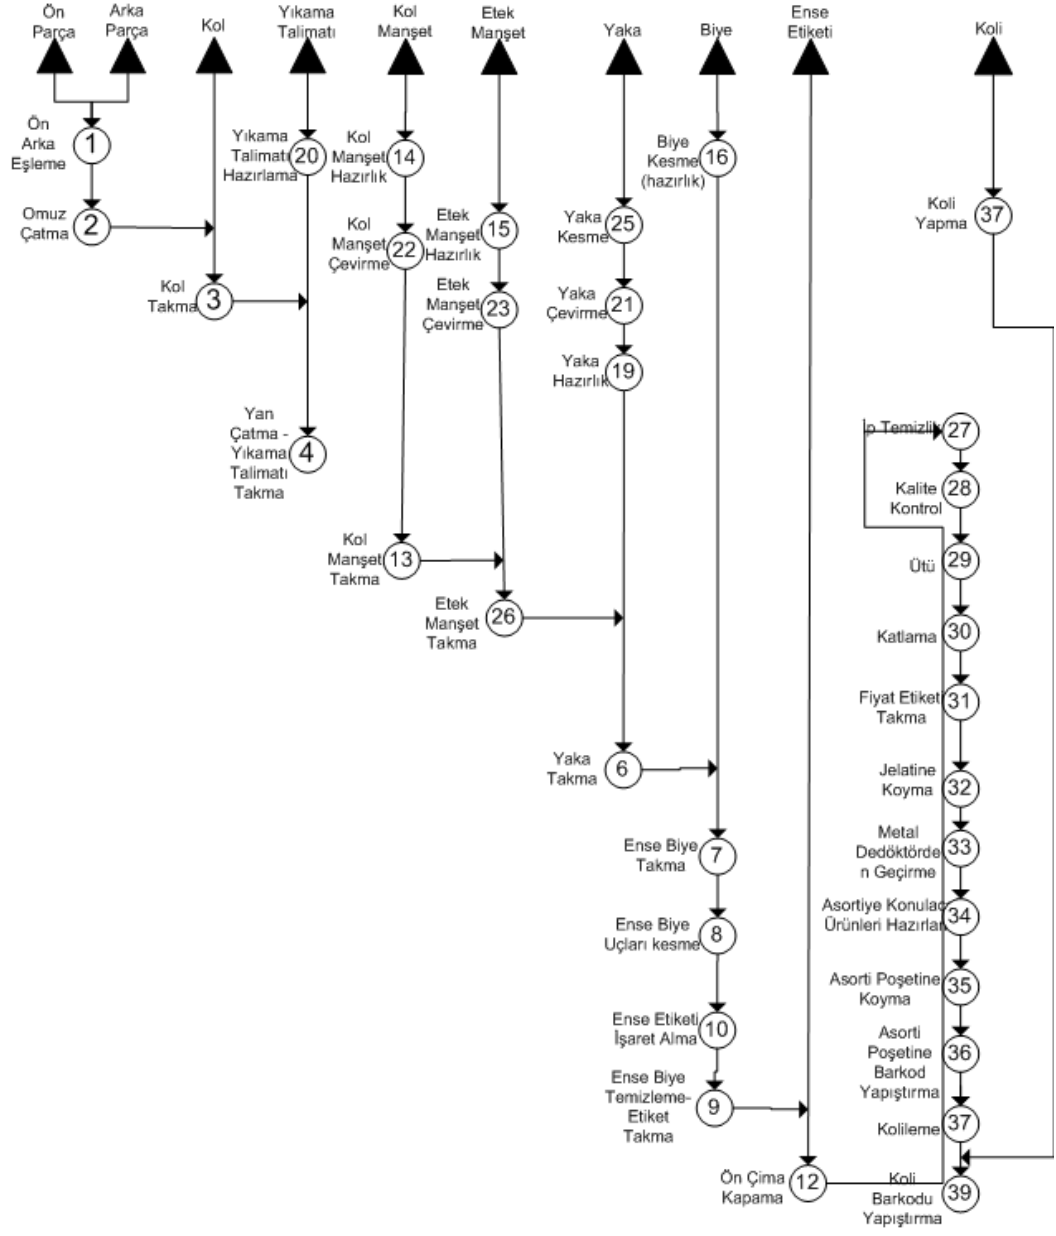 Ön
Parça
Arka
Parça
Kol
Yıkama
Talimatı
Kol
Manşet
Etek
Manşet
Yaka
Biye
Ense
Etiketi
Koli
Ön
Arka
Eşleme
1
Omuz
Çatma
2
Kol
Takma
3
Yıkama
Talimatı
Hazırlama
20
Yan
Çatma -
Yıkama
Talimatı
Takma
4
Kol
Manşet
Hazırlık
14
Kol
Manşet
Çevirme
22
Kol
Manşet
Takma
13
Etek
Manşet
Hazırlık
15
Etek
Manşet
Çevirme
23
Etek
Manşet
Takma
26
Yaka
Kesme
25
Yaka
Çevirme
21
Yaka
Hazırlık
19
Yaka
Takma
6
Biye
Kesme
(hazırlık)
16
Ense Biye
Takma
7
Ense Biye
Uçları kesme
8
Ense Etiketi
İşaret Alma
10
Ense Biye
Temizleme-
Etiket
Takma
9
Ön Çima
Kapama
12
Koli
Yapma
37
İp Temizlik
27
Kalite
Kontrol
28
Ütü
29
Katlama
30
Fiyat Etiketi
Takma
31
Jelatine
Koyma
32
Metal
Dedöktörde
n Geçirme
33
Asortiye
Ürünleri
34
Asorti Poşetine
Koyma
35
Asorti
Poşetine
Barkod
Yapıştırma
36
Kolileme
37
Koli
Barkodu
Yapıştırma
39